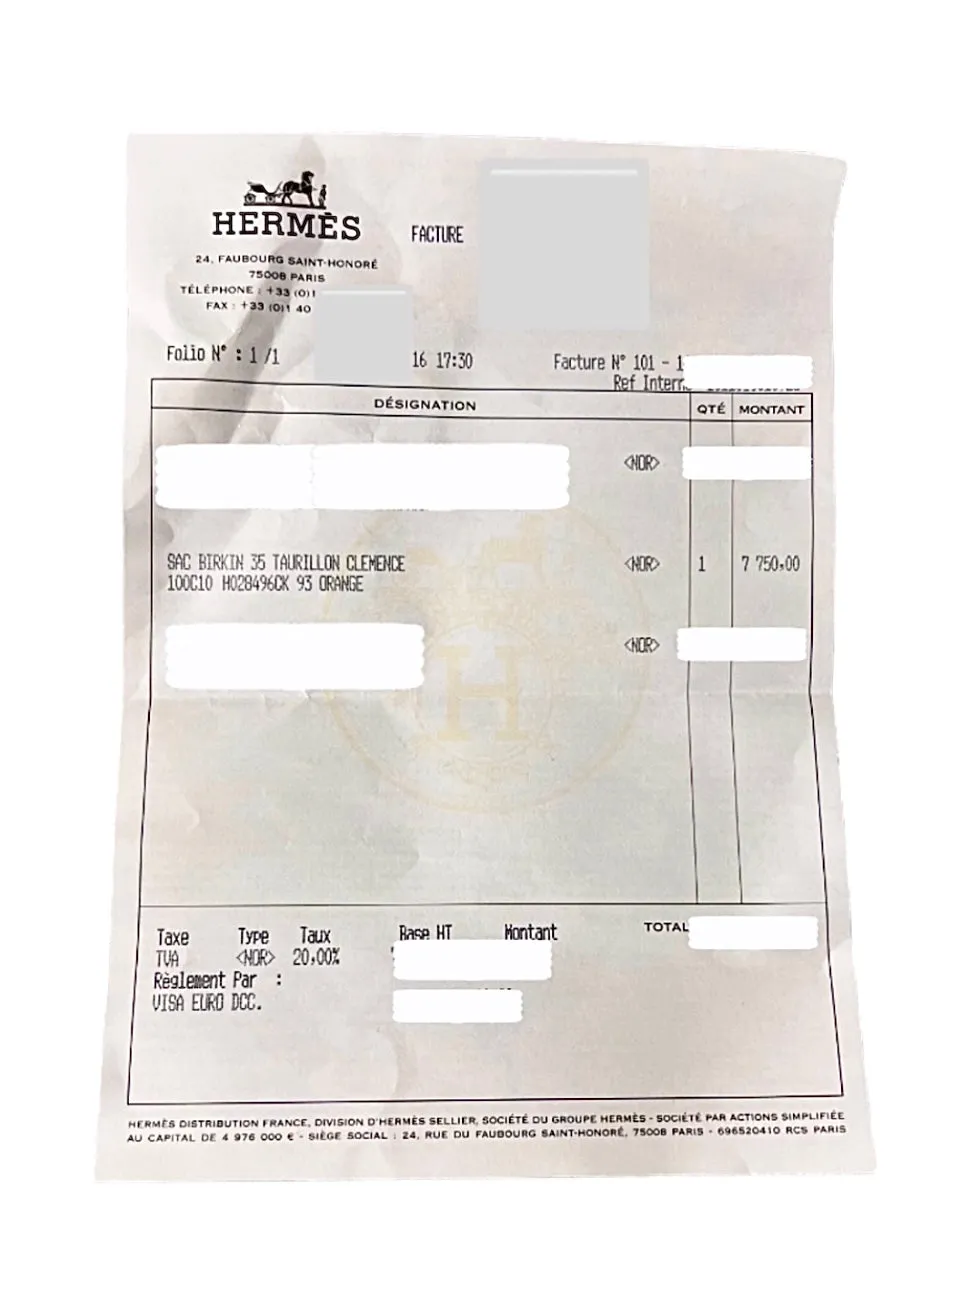 HERMÈS
FACTURE
24, FAUBOURG SAINT-HONORÉ
75008 PARIS
TÉLÉPHONE : +33 (0)1
FAX : +33 (0)1 40
Folio N° : 1 /1
16 17:30
Facture N° 101 - 1
Ref Intern
DÉSIGNATION QTÉ MONTANT
<NOR>
SAC BIRKIN 35 TAURILLON CLEMENCE <NOR> 1 7 750,00
100C10 H028496CK 93 ORANGE
<NOR>
H
TOTAL
Taxe Type Taux Base HT Montant
TVA <NOR> 20,00%
Règlement Par :
VISA EURO DCC.
HERMÈS DISTRIBUTION FRANCE, DIVISION D'HERMÈS SELLIER, SOCIÉTÉ DU GROUPE HERMÈS - SOCIÉTÉ PAR ACTIONS SIMPLIFIÉE
AU CAPITAL DE 4 976 000 € - SIÈGE SOCIAL : 24, RUE DU FAUBOURG SAINT-HONORÉ, 75008 PARIS - 696520410 RCS PARIS